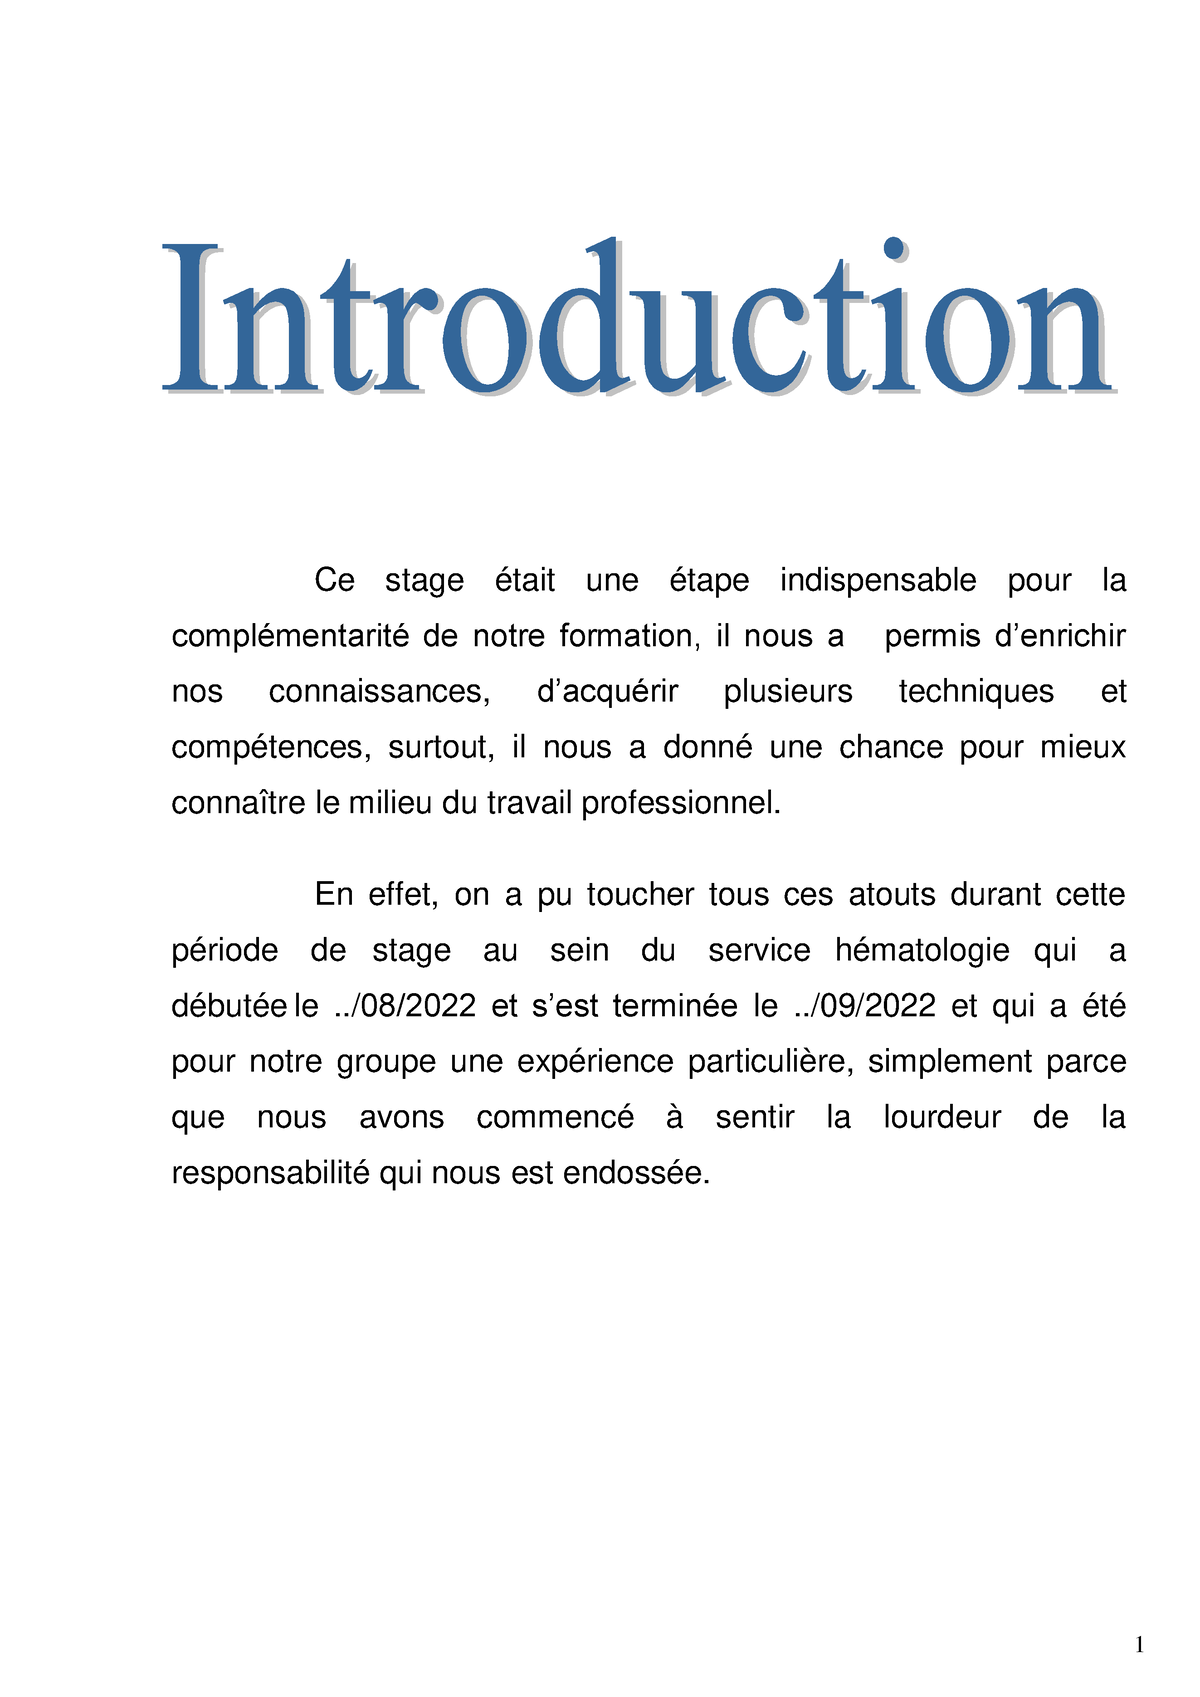 Introduction
Ce stage était une étape indispensable pour la
complémentarité de notre formation, il nous a permis d’enrichir
nos connaissances, d’acquérir plusieurs techniques et
compétences, surtout, il nous a donné une chance pour mieux
connaître le milieu du travail professionnel.
En effet, on a pu toucher tous ces atouts durant cette
période de stage au sein du service hématologie qui a
débutée le ../08/2022 et s’est terminée le ../09/2022 et qui a été
pour notre groupe une expérience particulière, simplement parce
que nous avons commencé à sentir la lourdeur de la
responsabilité qui nous est endossée.
1